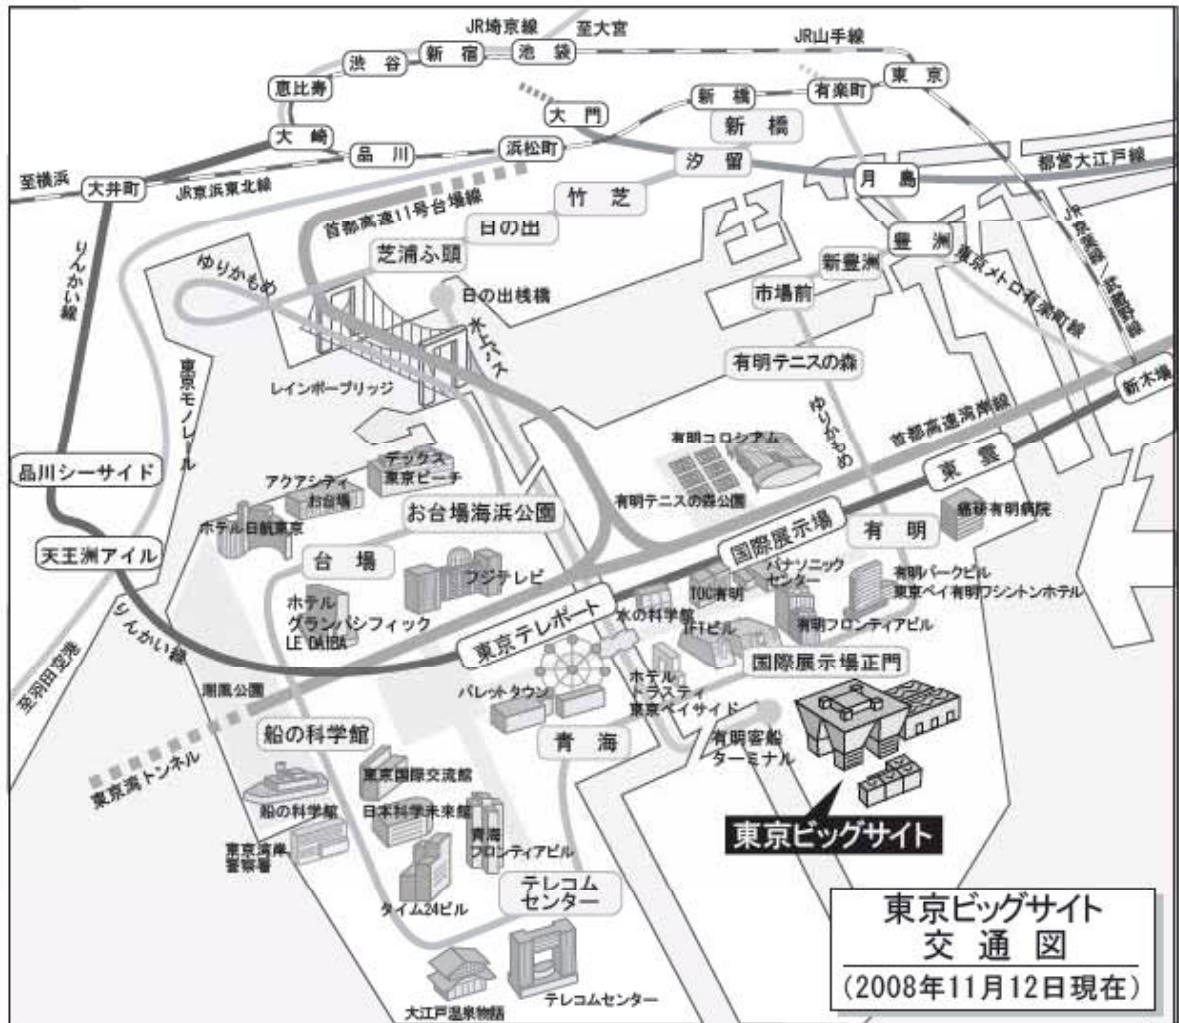 JR埼京線
至大宮
JR山手線
渋谷
新宿
池袋
東京
恵比寿
新橋
有楽町
大門
新橋
大崎
品川
浜松町
汐留
都営大江戸線
至横浜
大井町
JR京浜東北線
月島
竹芝
首都高速11号台場線
日の出
豊洲
芝浦ふ頭
新豊洲
りんかい線
ゆりかもめ
日の出桟橋
市場前
東京メトロ有楽町線
水上バス
有明テニスの森
東京モノレール
レインボーブリッジ
新木場
ゆりかもめ
首都高速湾岸線
有明コロシアム
品川シーサイド
デックス
東京ビーチ
アクアシティ
お台場
東雲
有明テニスの森公園
お台場海浜公園
癌研有明病院
ホテル日航東京
国際展示場
有明
天王洲アイル
台場
フジテレビ
パナソニック
センター
TOC有明
有明パークビル
東京ベイ有明ワシントンホテル
ホテル
グランパシフィック
LE DAIBA
水の科学館
東京テレポート
りんかい線
TFTビル
有明フロンティアビル
国際展示場正門
至羽田空港
潮風公園
パレットタウン
ホテル
トラスティ
東京ベイサイド
船の科学館
青海
有明客船
ターミナル
東京湾トンネル
東京国際交流館
船の科学館
日本科学未来館
青海
フロンティアビル
東京ビッグサイト
東京湾岸
警察署
テレコム
センター
タイム24ビル
東京ビッグサイト
交通図
(2008年11月12日現在)
大江戸温泉物語
テレコムセンター